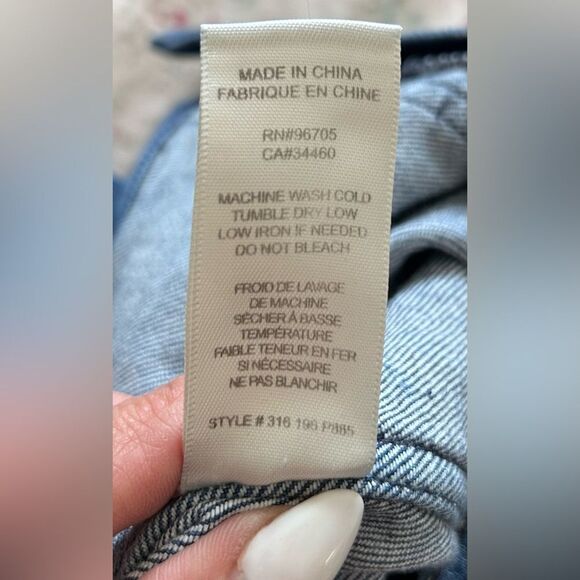 MADE IN CHINA
FABRIQUE EN CHINE
RN#96705
CA#34460
MACHINE WASH COLD
TUMBLE DRY LOW
LOW IRON IF NEEDED
DO NOT BLEACH
FROID DE LAVAGE
DE MACHINE
SÉCHER À BASSE
TEMPÉRATURE
FAIBLE TENEUR EN FER
SI NÉCESSAIRE
NE PAS BLANCHIR
STYLE # 316 196 P885